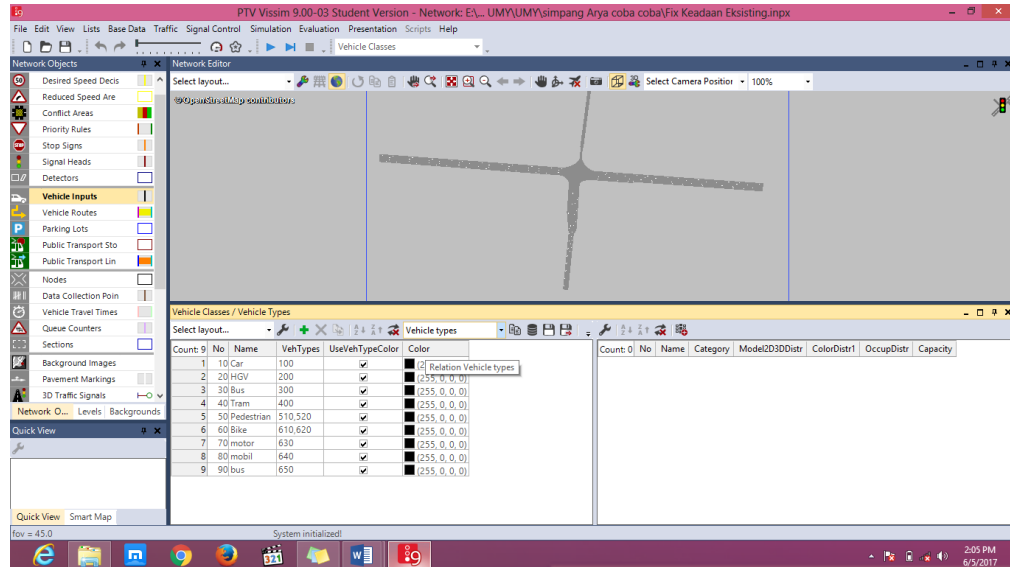 PTV Vissim 9.00-03 Student Version - Network: E:\... UMY\UMY\simpang Arya coba coba\Fix Keadaan Eksisting.inpx
File Edit View Lists Base Data Traffic Signal Control Simulation Evaluation Presentation Scripts Help
Vehicle Classes
Network Objects
Network Editor
Select layout... Select Camera Position 100%
© OpenStreetMap contributors
Desired Speed Decis
Reduced Speed Are
Conflict Areas
Priority Rules
Stop Signs
Signal Heads
Detectors
Vehicle Inputs
Vehicle Routes
Parking Lots
Public Transport Sto
Public Transport Lin
Nodes
Data Collection Poin
Vehicle Travel Times
Queue Counters
Sections
Background Images
Pavement Markings
3D Traffic Signals
Network O... Levels Backgrounds
Quick View
Quick View Smart Map
Vehicle Classes / Vehicle Types
Select layout... Vehicle types
Count: 9 No Name VehTypes UseVehTypeColor Color
1 10 Car 100 (2
Relation Vehicle types
2 20 HGV 200 (255, 0, 0, 0)
3 30 Bus 300 (255, 0, 0, 0)
4 40 Tram 400 (255, 0, 0, 0)
5 50 Pedestrian 510,520 (255, 0, 0, 0)
6 60 Bike 610,620 (255, 0, 0, 0)
7 70 motor 630 (255, 0, 0, 0)
8 80 mobil 640 (255, 0, 0, 0)
9 90 bus 650 (255, 0, 0, 0)
Count: 0 No Name Category Model2D3DDistr ColorDistr1 OccupDistr Capacity
fov = 45.0 System initialized!
2:05 PM
6/5/2017